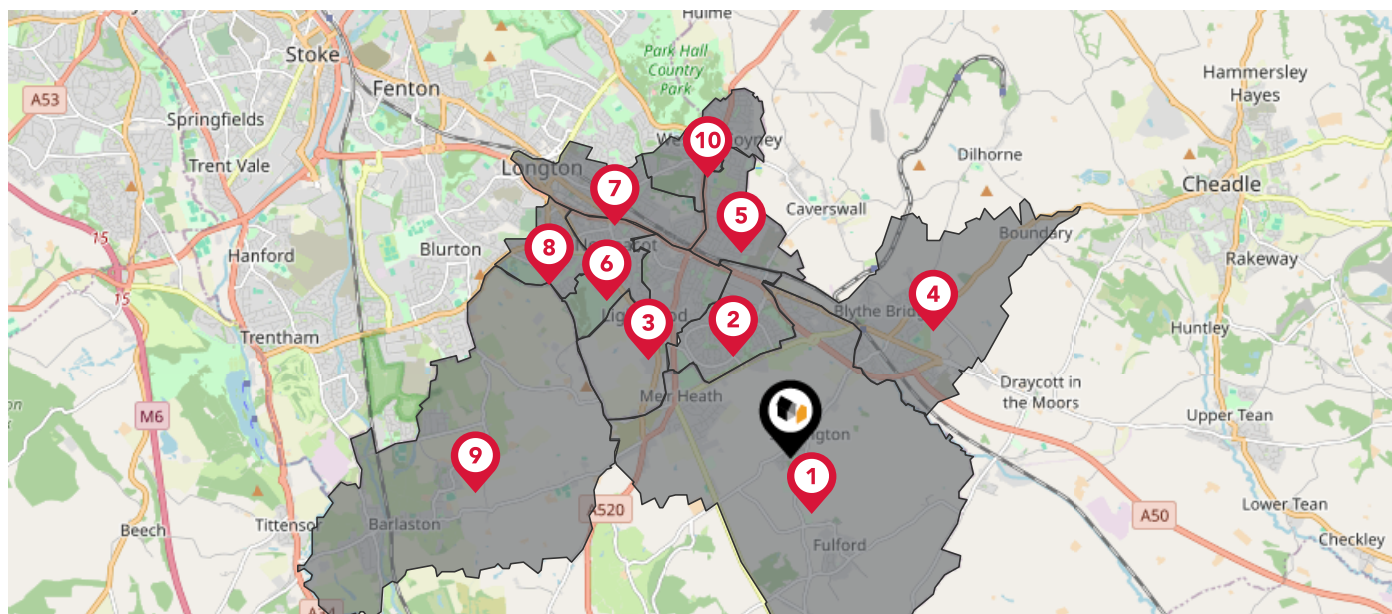 Hulme
Stoke
Park Hall
Country
Park
Hammersley
Hayes
A53
Fenton
Springfields
10
Dilhorne
Trent Vale
Longton
Cheadle
7
5
Caverswall
15
8
Blurton
Boundary
Hanford
6
Rakeway
15
4
Blythe
3
2
Huntley
Trentham
Draycott in
the Moors
Meir Heath
M6
Upper Tean
9
1
A520
Lower Tean
A50
Beech
Barlaston
Checkley
Fulford